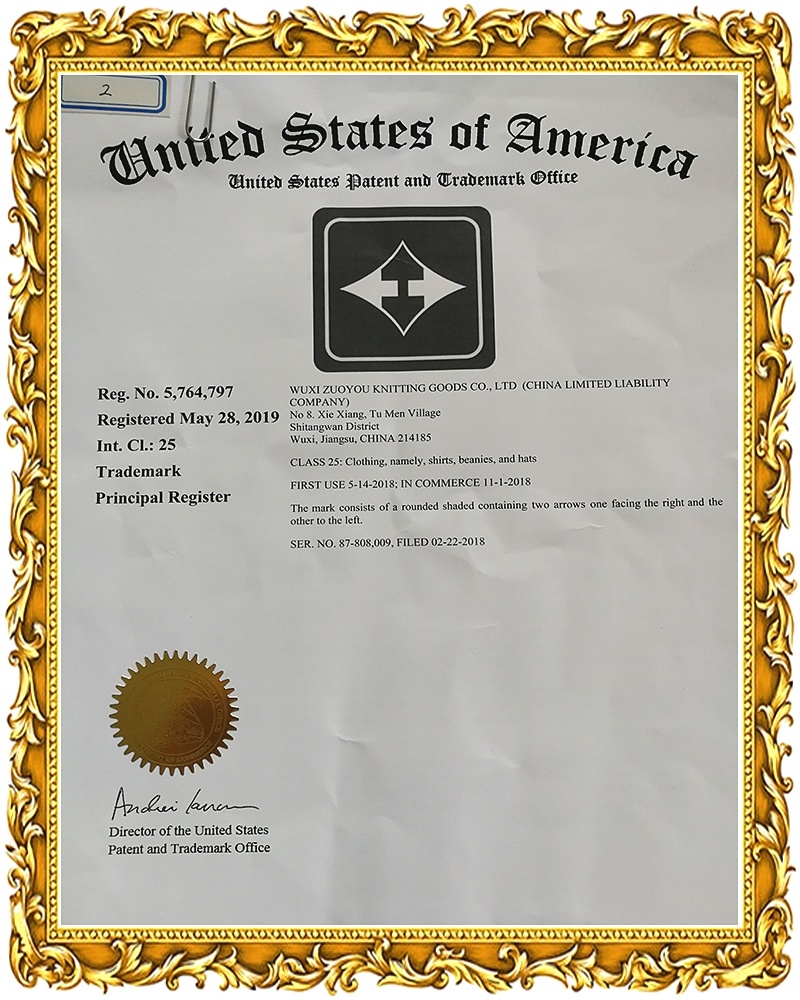 2
United States of America
United States Patent and Trademark Office
Reg. No. 5,764,797
Registered May 28, 2019
Int. Cl.: 25
Trademark
Principal Register
WUXI ZUOYOU KNITTING GOODS CO., LTD (CHINA LIMITED LIABILITY
COMPANY)
No 8. Xie Xiang, Tu Men Village
Shitangwan District
Wuxi, Jiangsu, CHINA 214185
CLASS 25: Clothing, namely, shirts, beanies, and hats
FIRST USE 5-14-2018; IN COMMERCE 11-1-2018
The mark consists of a rounded shaded containing two arrows one facing the right and the
other to the left.
SER. NO. 87-808,009, FILED 02-22-2018
Andrei Iancu
Director of the United States
Patent and Trademark Office